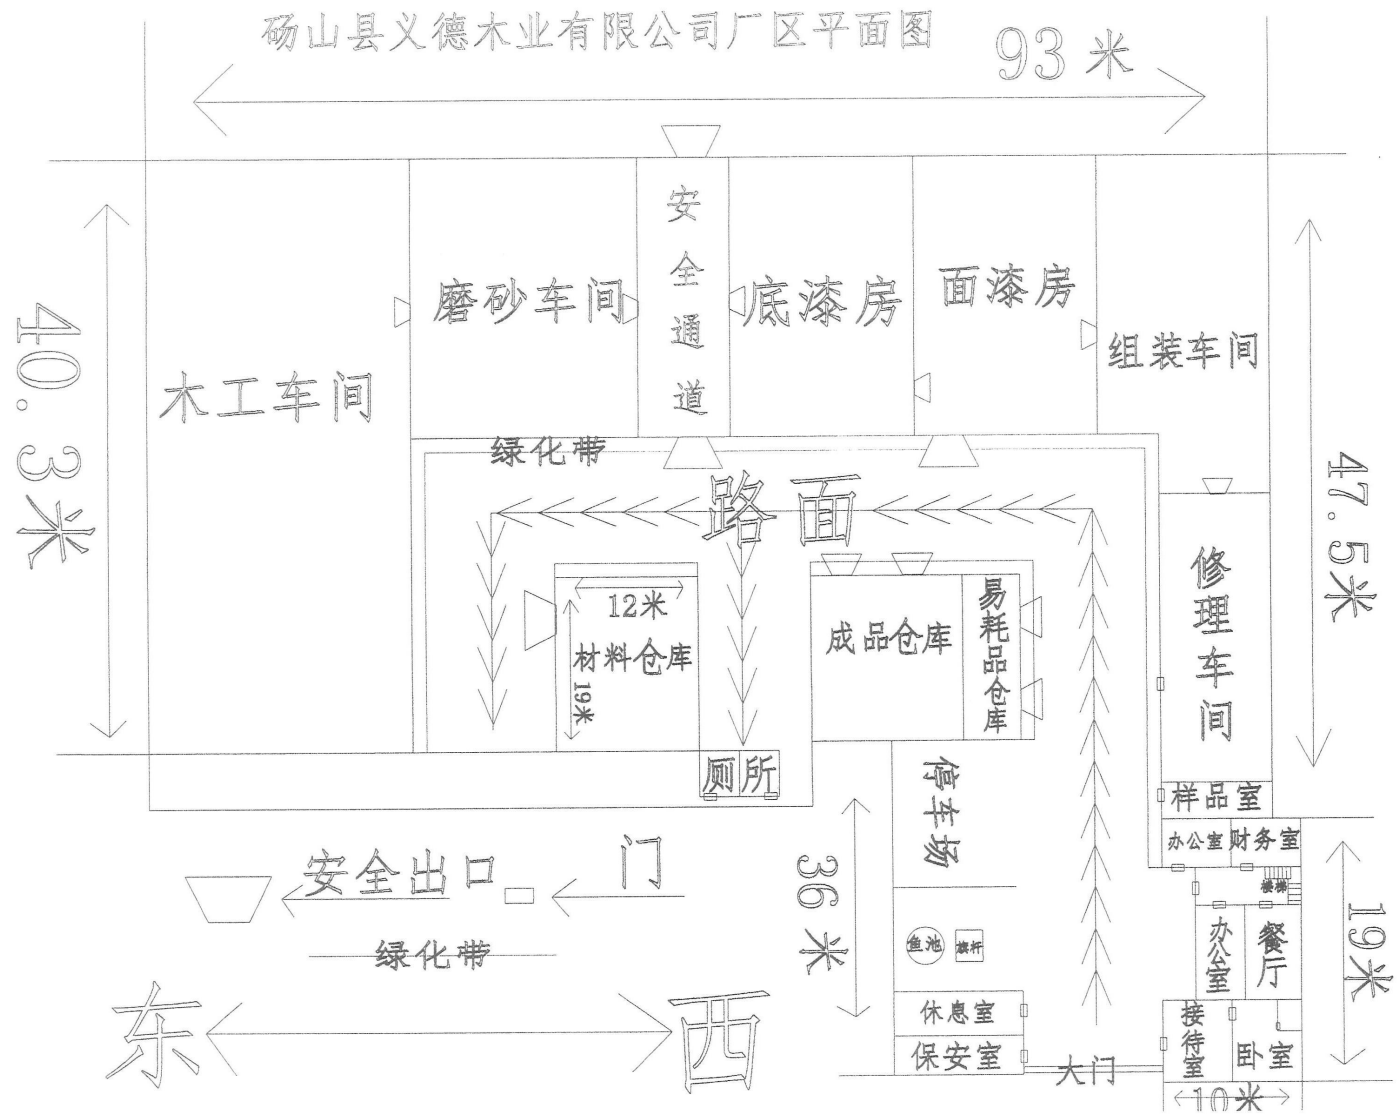 砀山县义德木业有限公司厂区平面图
93米
40.3米
木工车间
磨砂车间
安全通道
底漆房
面漆房
组装车间
47.5米
绿化带
路面
12米
材料仓库
19米
成品仓库
易耗品仓库
修理车间
厕所
停车场
样品室
办公室
财务室
楼梯
36米
安全出口
门
绿化带
鱼池
旗杆
办公室
餐厅
19米
东
西
休息室
保安室
大门
接待室
卧室
10米